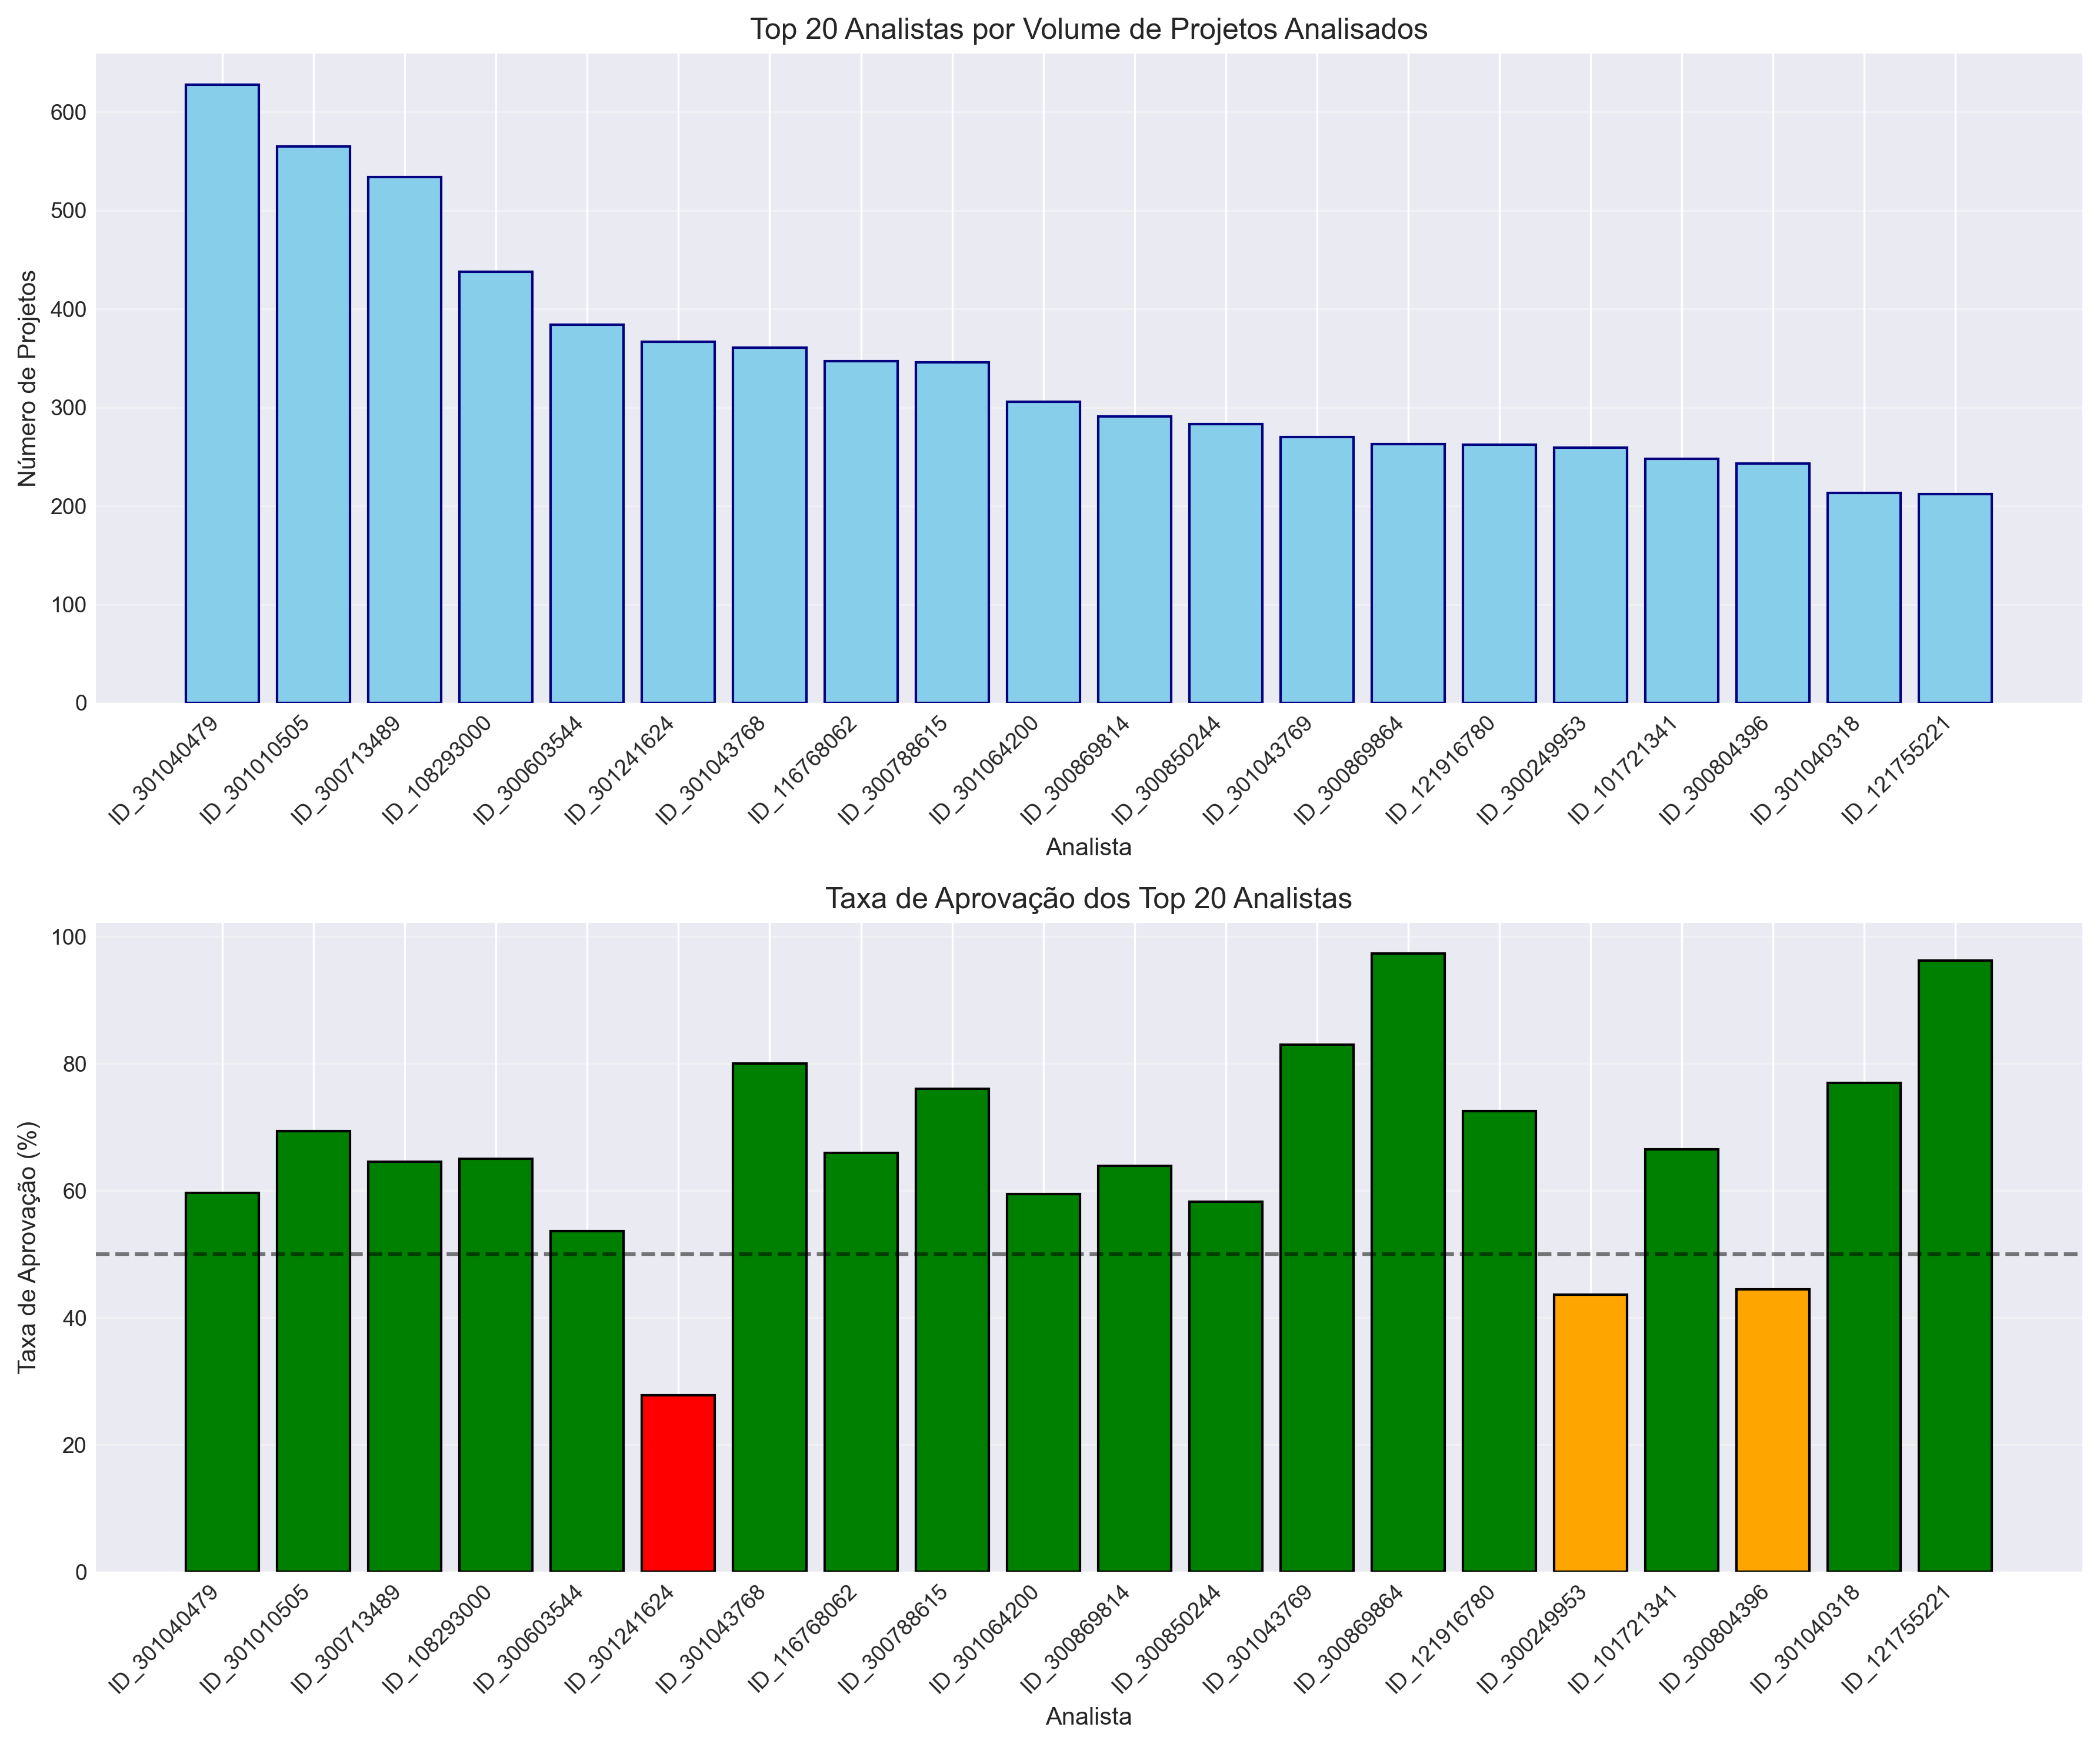 Top 20 Analistas por Volume de Projetos Analisados
Número de Projetos
600
500
400
300
200
100
0
ID_301040479
ID_301010505
ID_300713489
ID_108293000
ID_300603544
ID_301241624
ID_301043768
ID_116768062
ID_300788615
ID_301064200
ID_300869814
ID_300850244
ID_301043769
ID_300869864
ID_121916780
ID_300249953
ID_101721341
ID_300804396
ID_301040318
ID_121755221
Analista
Taxa de Aprovação dos Top 20 Analistas
Taxa de Aprovação (%)
100
80
60
40
20
0
ID_301040479
ID_301010505
ID_300713489
ID_108293000
ID_300603544
ID_301241624
ID_301043768
ID_116768062
ID_300788615
ID_301064200
ID_300869814
ID_300850244
ID_301043769
ID_300869864
ID_121916780
ID_300249953
ID_101721341
ID_300804396
ID_301040318
ID_121755221
Analista